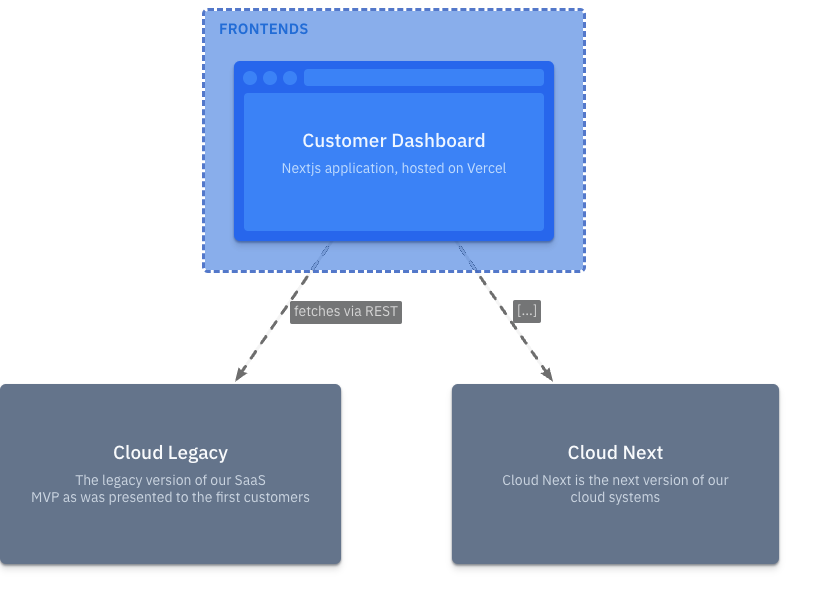 FRONTENDS
Customer Dashboard
Nextjs application, hosted on Vercel
fetches via REST
[...]
Cloud Legacy
The legacy version of our SaaS
MVP as was presented to the first customers
Cloud Next
Cloud Next is the next version of our
cloud systems